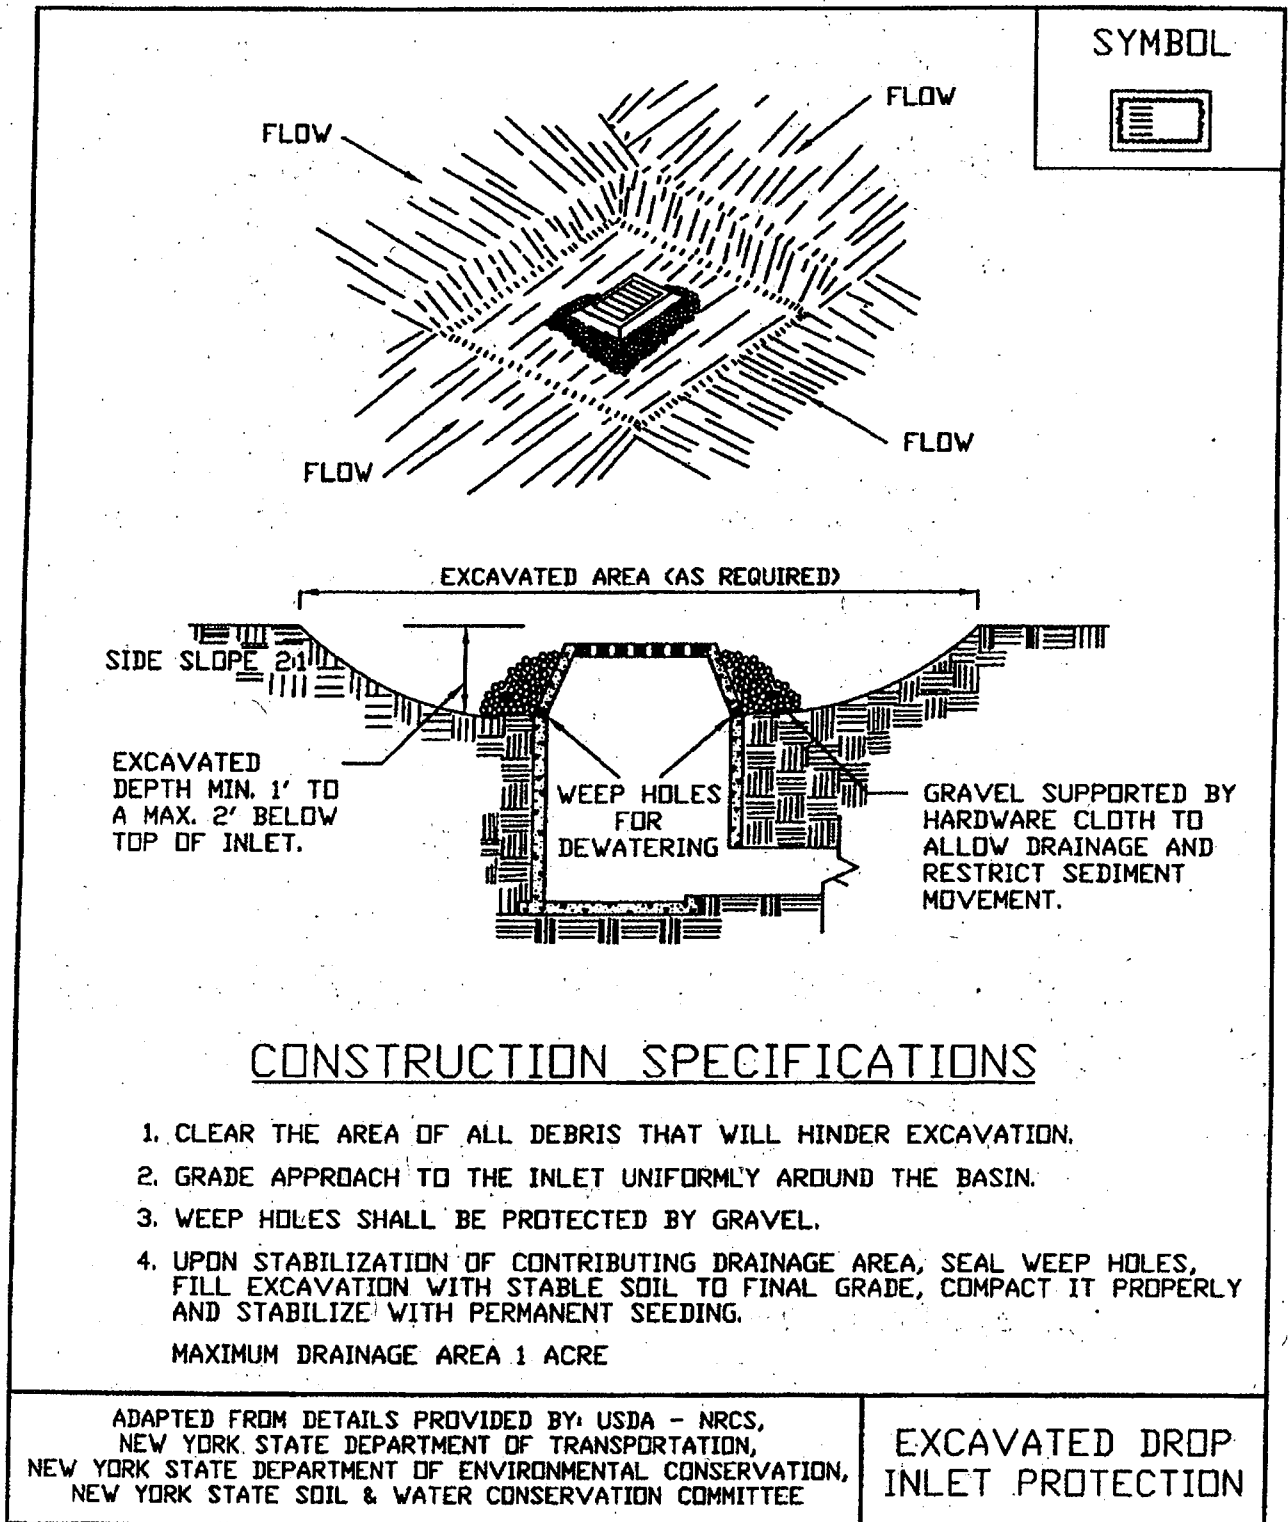 SYMBOL
FLOW
FLOW
FLOW
FLOW
EXCAVATED AREA (AS REQUIRED)
SIDE SLOPE 2:1
EXCAVATED
DEPTH MIN. 1' TO
A MAX. 2' BELOW
TOP OF INLET.
WEEP HOLES
FOR
DEWATERING
GRAVEL SUPPORTED BY
HARDWARE CLOTH TO
ALLOW DRAINAGE AND
RESTRICT SEDIMENT
MOVEMENT.
CONSTRUCTION SPECIFICATIONS
1. CLEAR THE AREA OF ALL DEBRIS THAT WILL HINDER EXCAVATION.
2. GRADE APPROACH TO THE INLET UNIFORMLY AROUND THE BASIN.
3. WEEP HOLES SHALL BE PROTECTED BY GRAVEL.
4. UPON STABILIZATION OF CONTRIBUTING DRAINAGE AREA, SEAL WEEP HOLES,
FILL EXCAVATION WITH STABLE SOIL TO FINAL GRADE, COMPACT IT PROPERLY
AND STABILIZE WITH PERMANENT SEEDING.
MAXIMUM DRAINAGE AREA 1 ACRE
ADAPTED FROM DETAILS PROVIDED BY: USDA - NRCS,
NEW YORK STATE DEPARTMENT OF TRANSPORTATION,
NEW YORK STATE DEPARTMENT OF ENVIRONMENTAL CONSERVATION,
NEW YORK STATE SOIL & WATER CONSERVATION COMMITTEE
EXCAVATED DROP
INLET PROTECTION